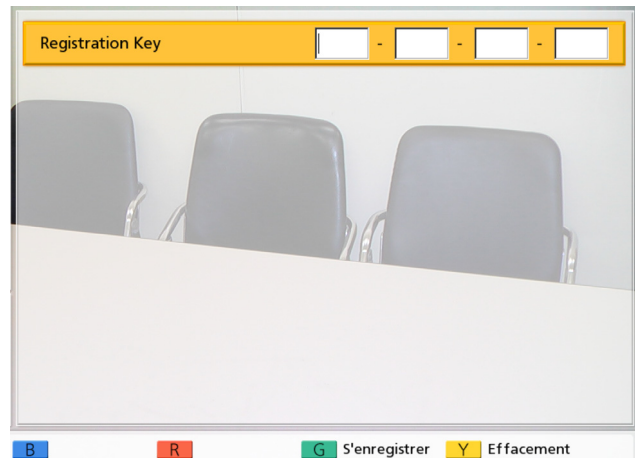 Registration Key - - -
B R G S'enregistrer Y Effacement